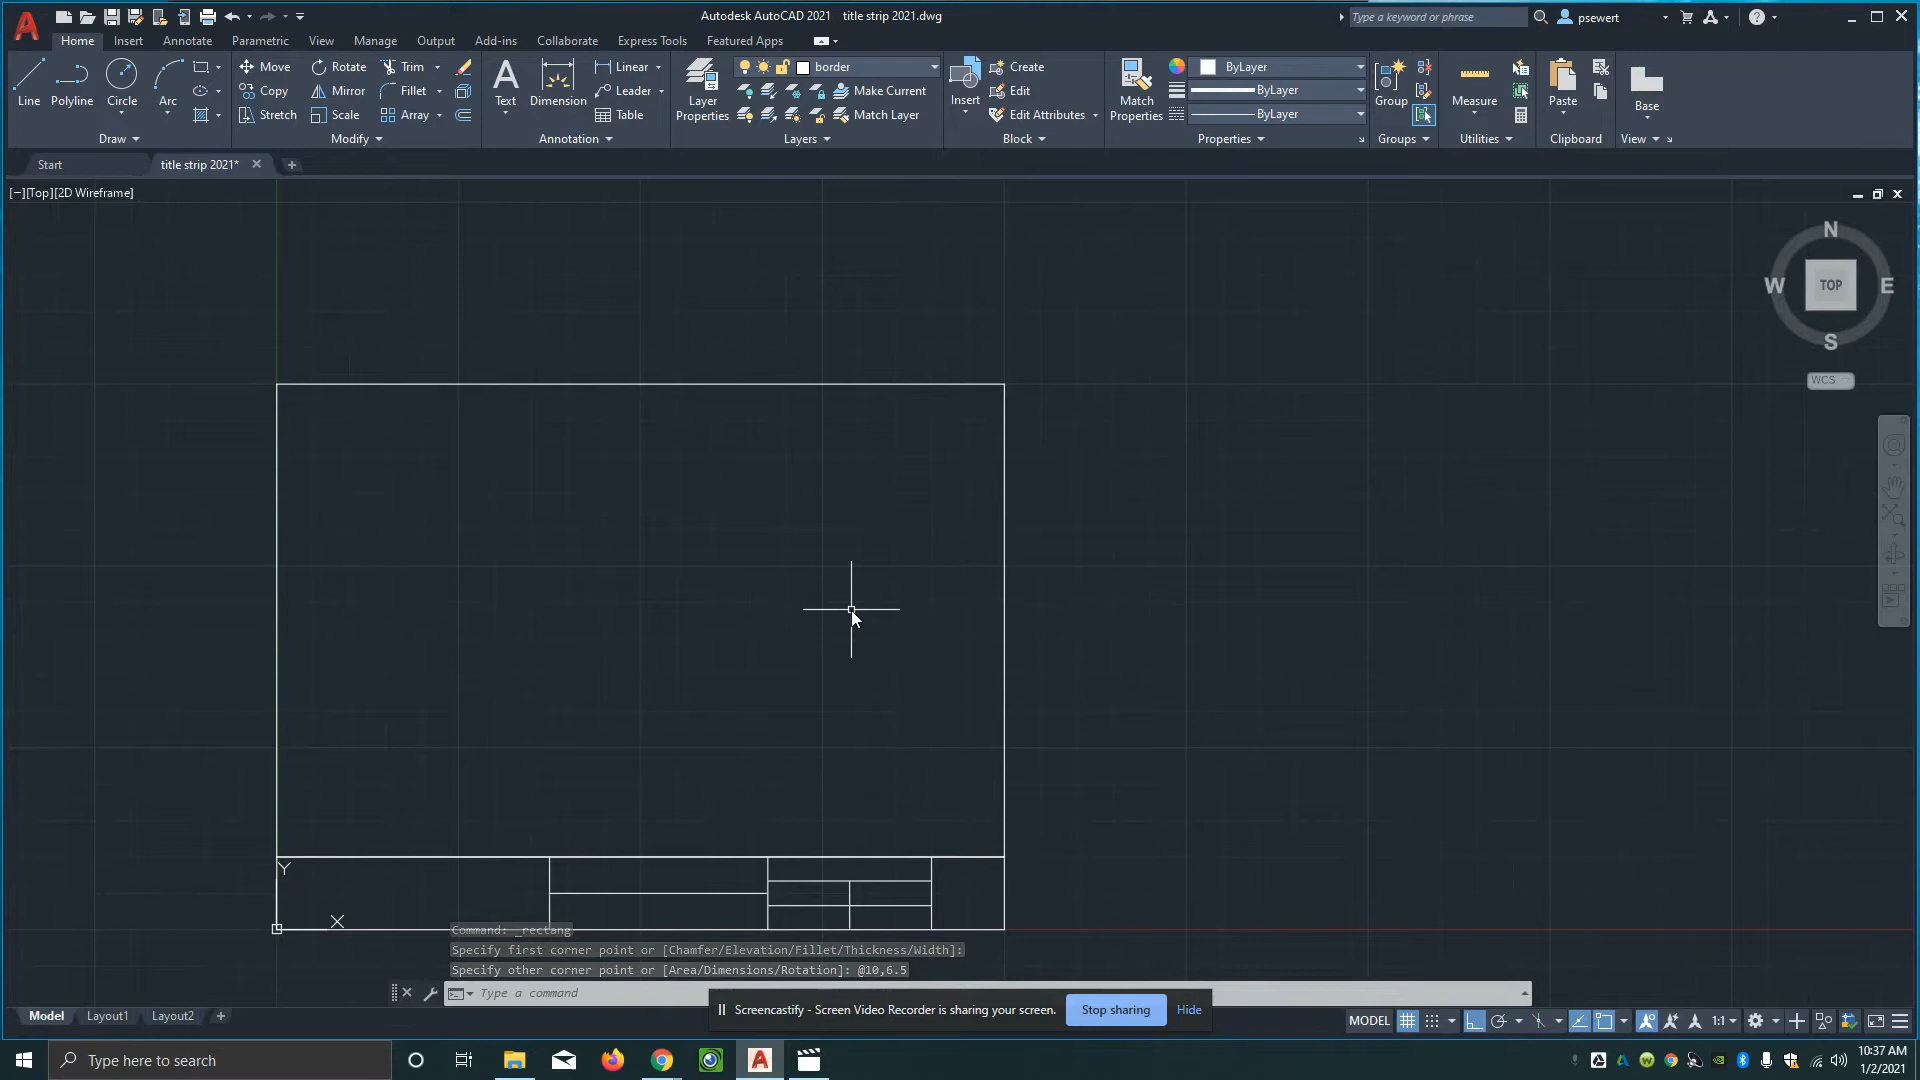 Autodesk AutoCAD 2021 title strip 2021.dwg
Type a keyword or phrase
psewert
Home Insert Annotate Parametric View Manage Output Add-ins Collaborate Express Tools Featured Apps
Line Polyline Circle Arc
Move Rotate Trim
Copy Mirror Fillet
Stretch Scale Array
Text Dimension
Linear
Leader
Table
Layer Properties
border
Make Current
Match Layer
Insert
Create
Edit
Edit Attributes
Match Properties
ByLayer
ByLayer
ByLayer
Group
Measure
Paste
Base
Draw Modify Annotation Layers Block Properties Groups Utilities Clipboard View
Start title strip 2021*
[−][Top][2D Wireframe]
N
W TOP E
S
WCS
Y
X
Command: _rectang
Specify first corner point or [Chamfer/Elevation/Fillet/Thickness/Width]:
Specify other corner point or [Area/Dimensions/Rotation]: @10,6.5
Type a command
Screencastify - Screen Video Recorder is sharing your screen. Stop sharing Hide
Model Layout1 Layout2
MODEL 1:1
Type here to search
10:37 AM
1/2/2021